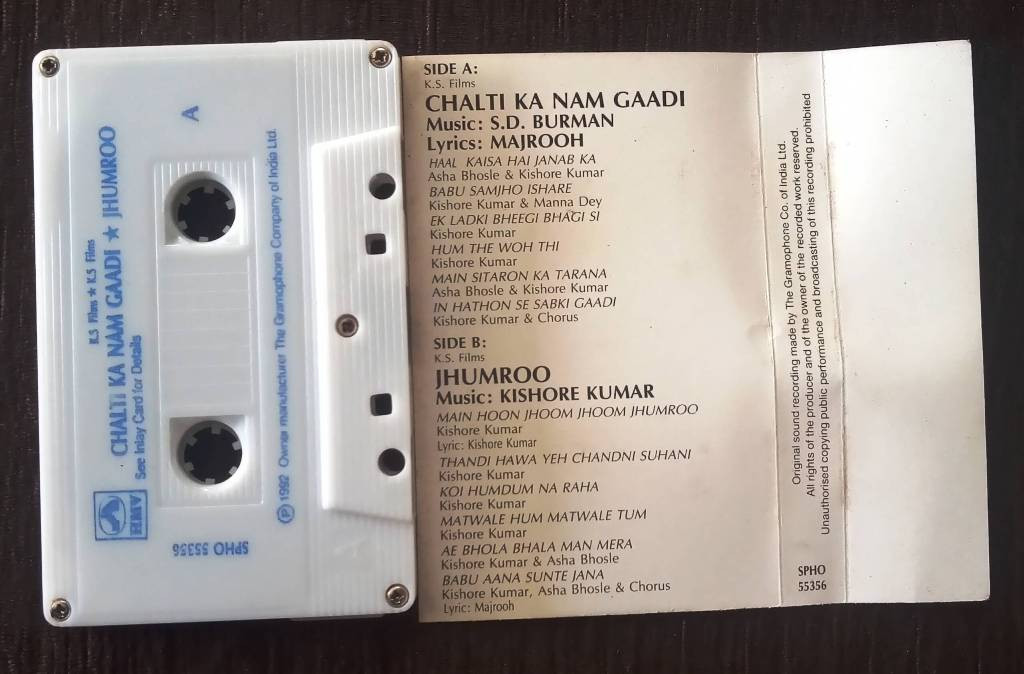 K.S Films ★ K.S Films
CHALTI KA NAM GAADI ★ JHUMROO
See Inlay Card for Details
A
HMV
SPHO 55356
Ⓟ 1992 Owner manufacturer The Gramophone Company of India Ltd.
SIDE A:
K.S. Films
CHALTI KA NAM GAADI
Music: S.D. BURMAN
Lyrics: MAJROOH
HAAL KAISA HAI JANAB KA
Asha Bhosle & Kishore Kumar
BABU SAMJHO ISHARE
Kishore Kumar & Manna Dey
EK LADKI BHEEGI BHAGI SI
Kishore Kumar
HUM THE WOH THI
Kishore Kumar
MAIN SITARON KA TARANA
Asha Bhosle & Kishore Kumar
IN HATHON SE SABKI GAADI
Kishore Kumar & Chorus
SIDE B:
K.S. Films
JHUMROO
Music: KISHORE KUMAR
MAIN HOON JHOOM JHOOM JHUMROO
Kishore Kumar
Lyric: Kishore Kumar
THANDI HAWA YEH CHANDNI SUHANI
Kishore Kumar
KOI HUMDUM NA RAHA
Kishore Kumar
MATWALE HUM MATWALE TUM
Kishore Kumar
AE BHOLA BHALA MAN MERA
Kishore Kumar & Asha Bhosle
BABU AANA SUNTE JANA
Kishore Kumar, Asha Bhosle & Chorus
Lyric: Majrooh
Original sound recording made by The Gramophone Co. of India Ltd.
All rights of the producer and of the owner of the recorded work reserved.
Unauthorised copying public performance and broadcasting of this recording prohibited
SPHO
55356